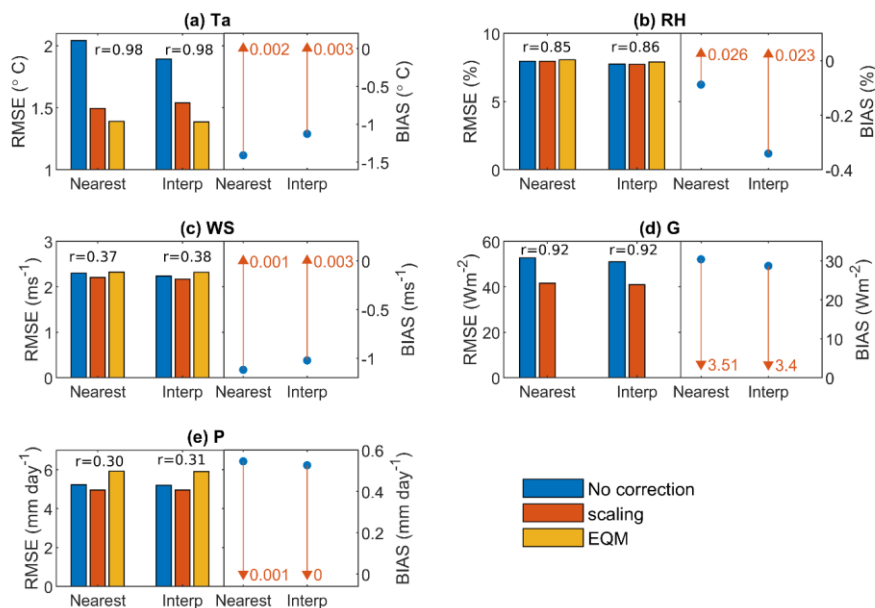 (a) Ta
RMSE (° C)
2
1.5
1
r=0.98
r=0.98
0.002
0.003
0
-0.5
-1
-1.5
BIAS (° C)
Nearest
Interp
Nearest
Interp
(b) RH
RMSE (%)
10
5
0
r=0.85
r=0.86
0.026
0.023
0
-0.2
-0.4
BIAS (%)
Nearest
Interp
Nearest
Interp
(c) WS
RMSE (ms-1)
3
2
1
0
r=0.37
r=0.38
0.001
0.003
0
-0.5
-1
BIAS (ms-1)
Nearest
Interp
Nearest
Interp
(d) G
RMSE (Wm-2)
60
40
20
0
r=0.92
r=0.92
3.51
3.4
30
20
10
0
BIAS (Wm-2)
Nearest
Interp
Nearest
Interp
(e) P
RMSE (mm day-1)
6
4
2
0
r=0.30
r=0.31
0.001
0
0.6
0.4
0.2
0
BIAS (mm day-1)
Nearest
Interp
Nearest
Interp
No correction
scaling
EQM